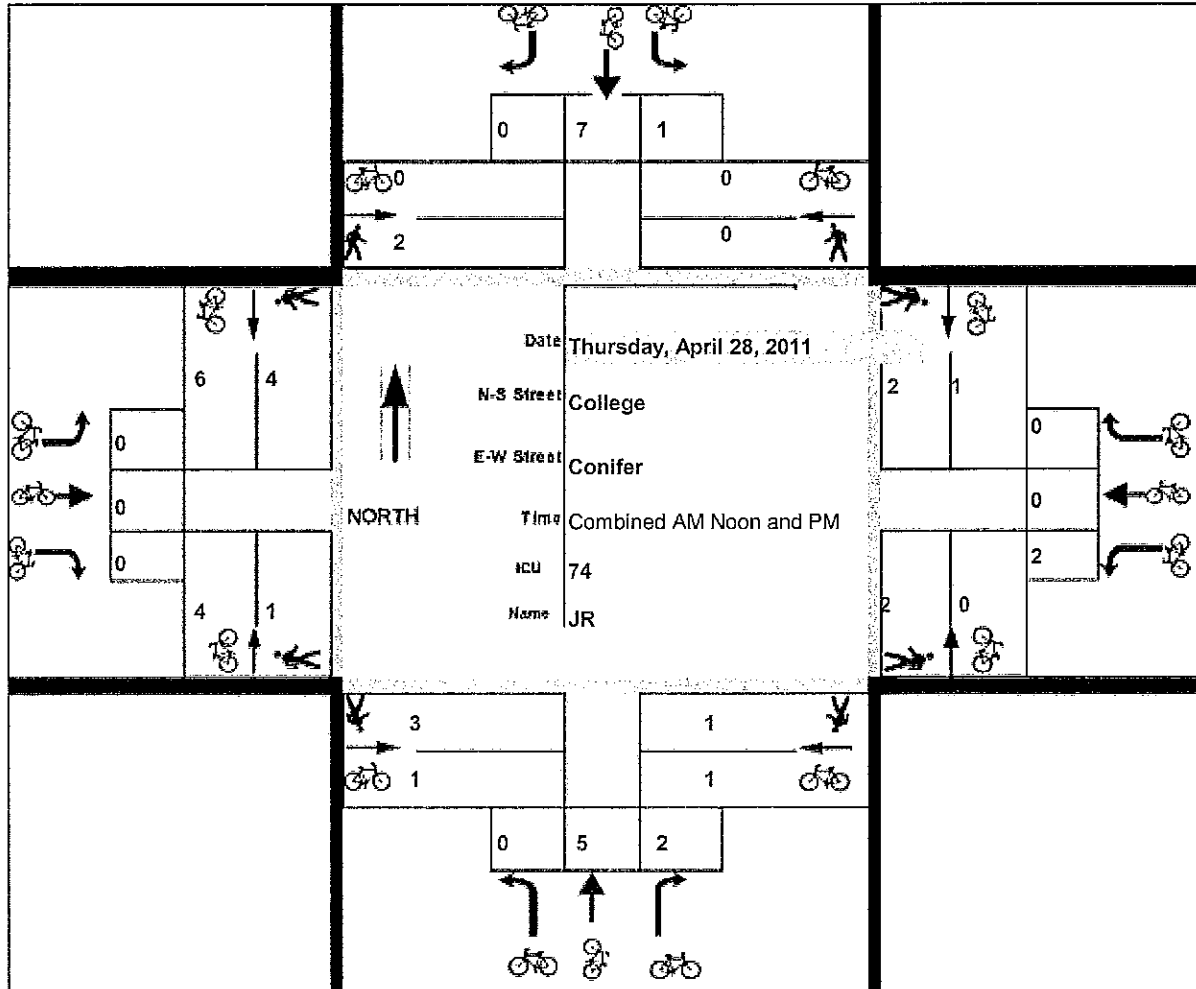 0 7 1
0 0
2 0
Date Thursday, April 28, 2011
6 4 2 1
N-S Street College
0 0
E-W Street Conifer
0 0
NORTH Time Combined AM Noon and PM
0 2
ICU 74
4 1 2 0
Name JR
3 1
1 1
0 5 2